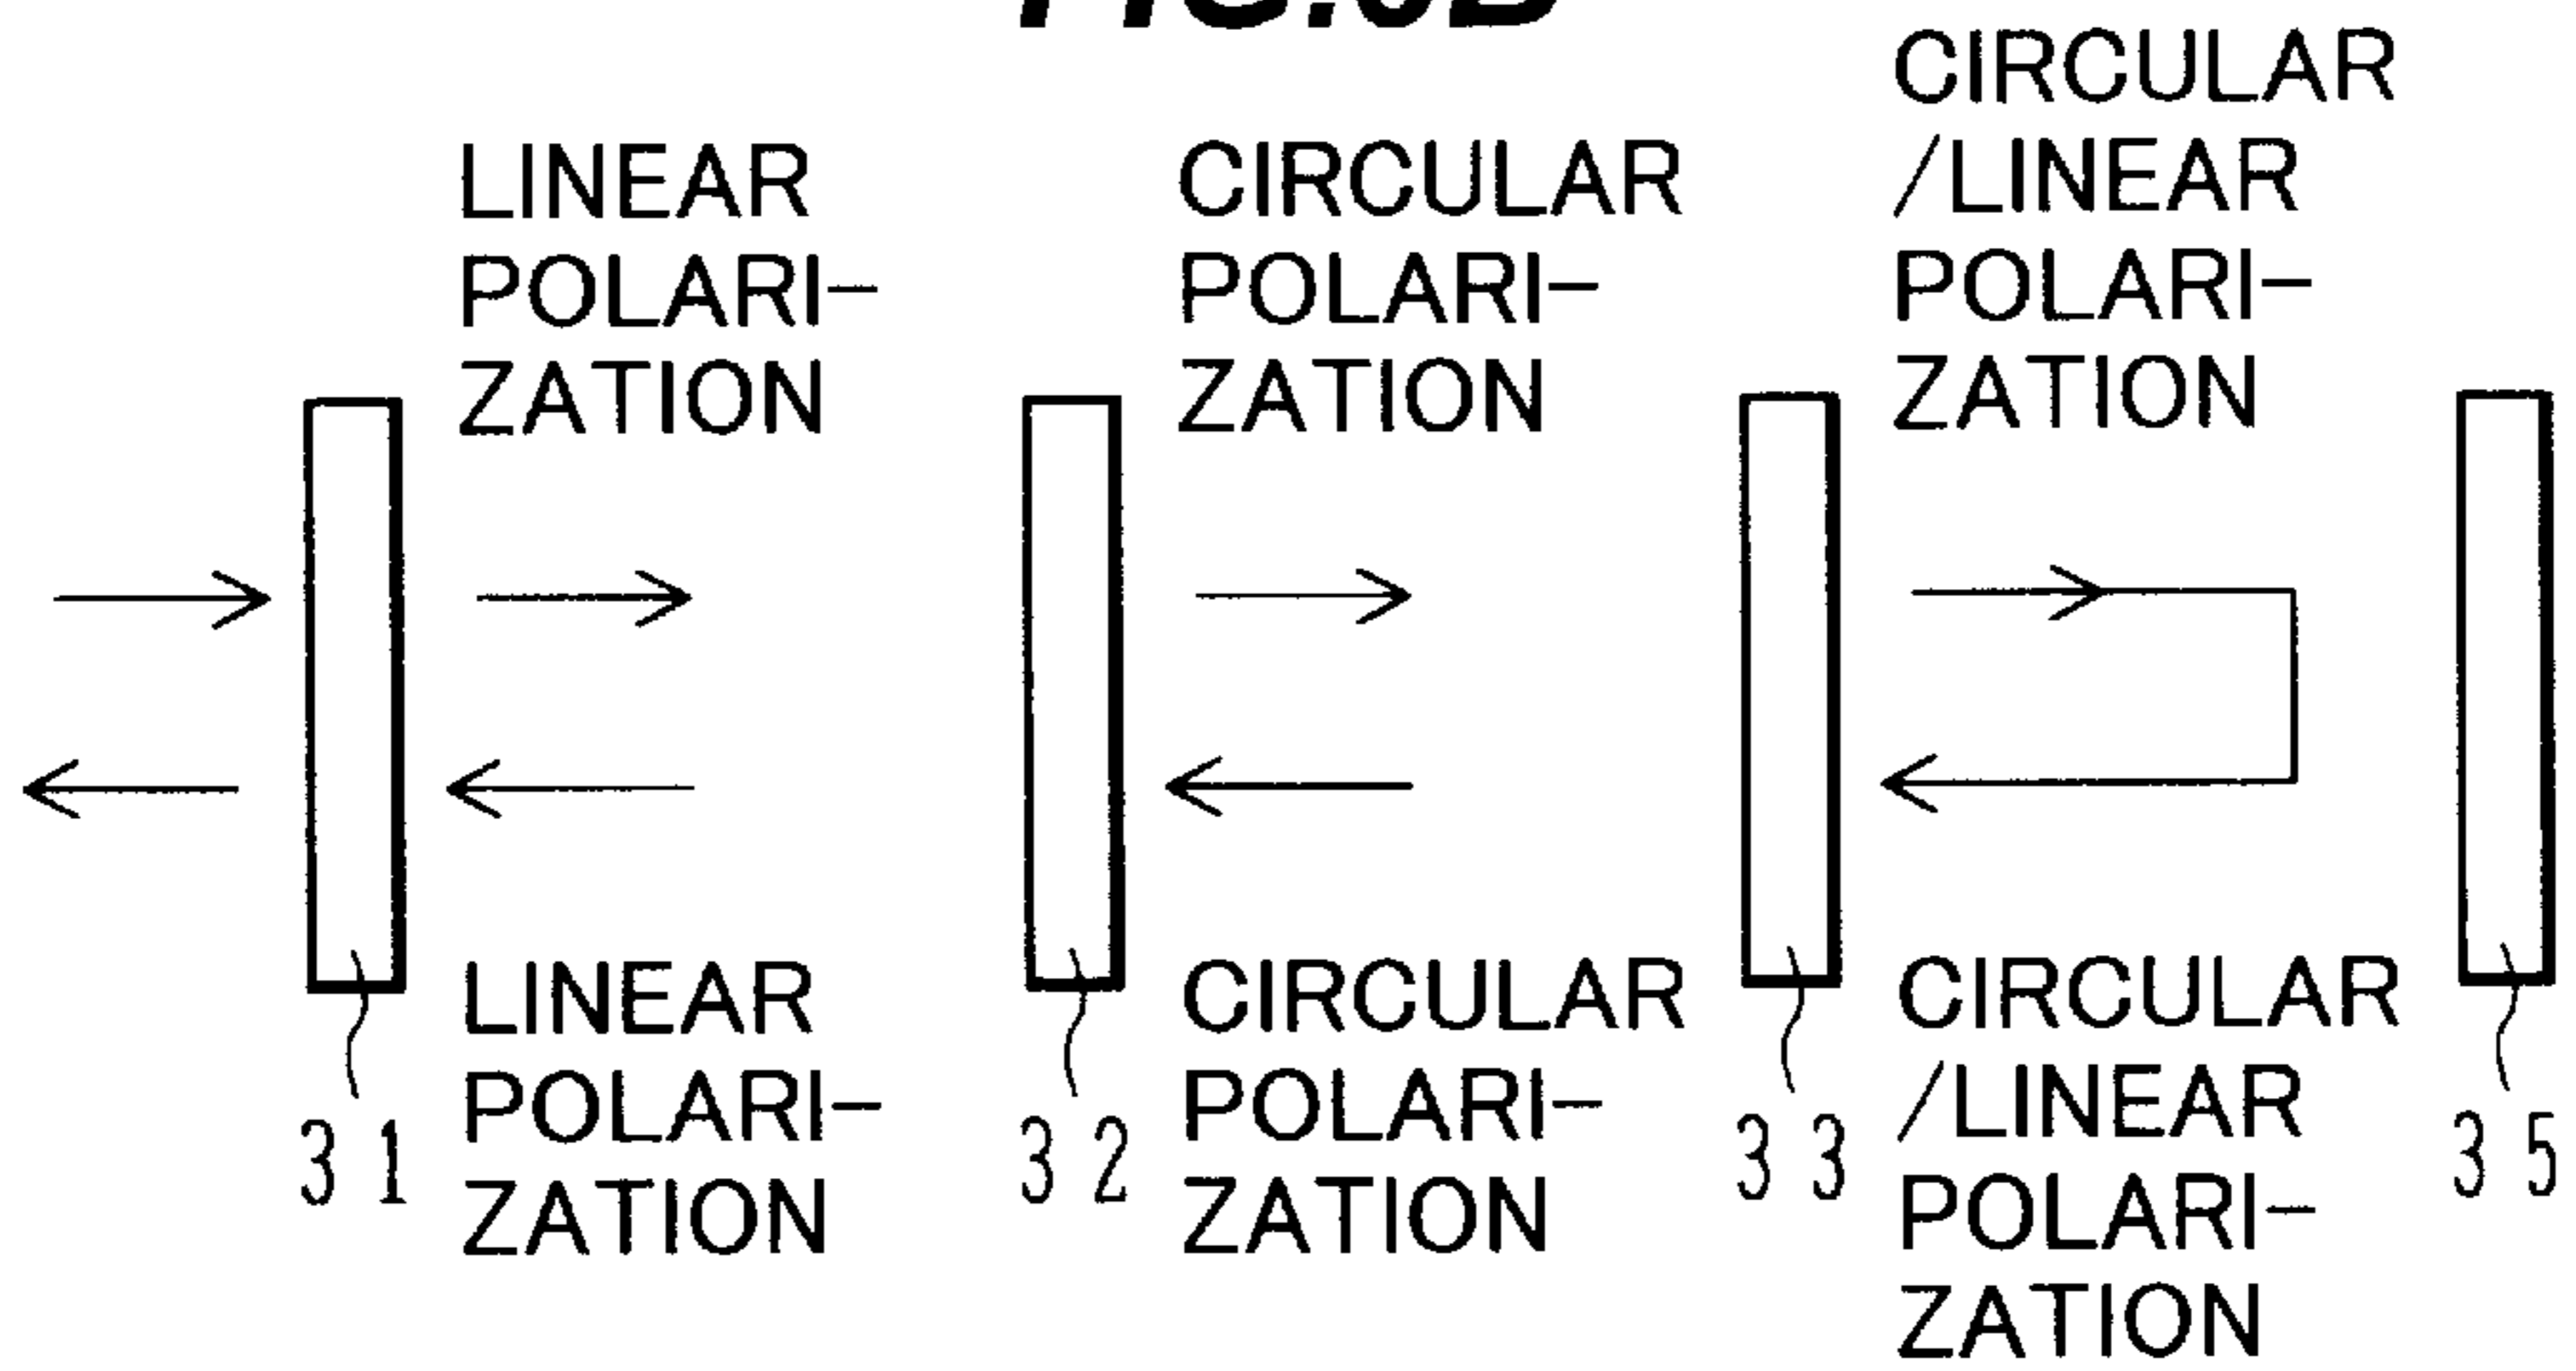 LINEAR
POLARI-
ZATION
CIRCULAR
POLARI-
ZATION
CIRCULAR
/LINEAR
POLARI-
ZATION
LINEAR
POLARI-
ZATION
CIRCULAR
POLARI-
ZATION
CIRCULAR
/LINEAR
POLARI-
ZATION
31
32
33
35